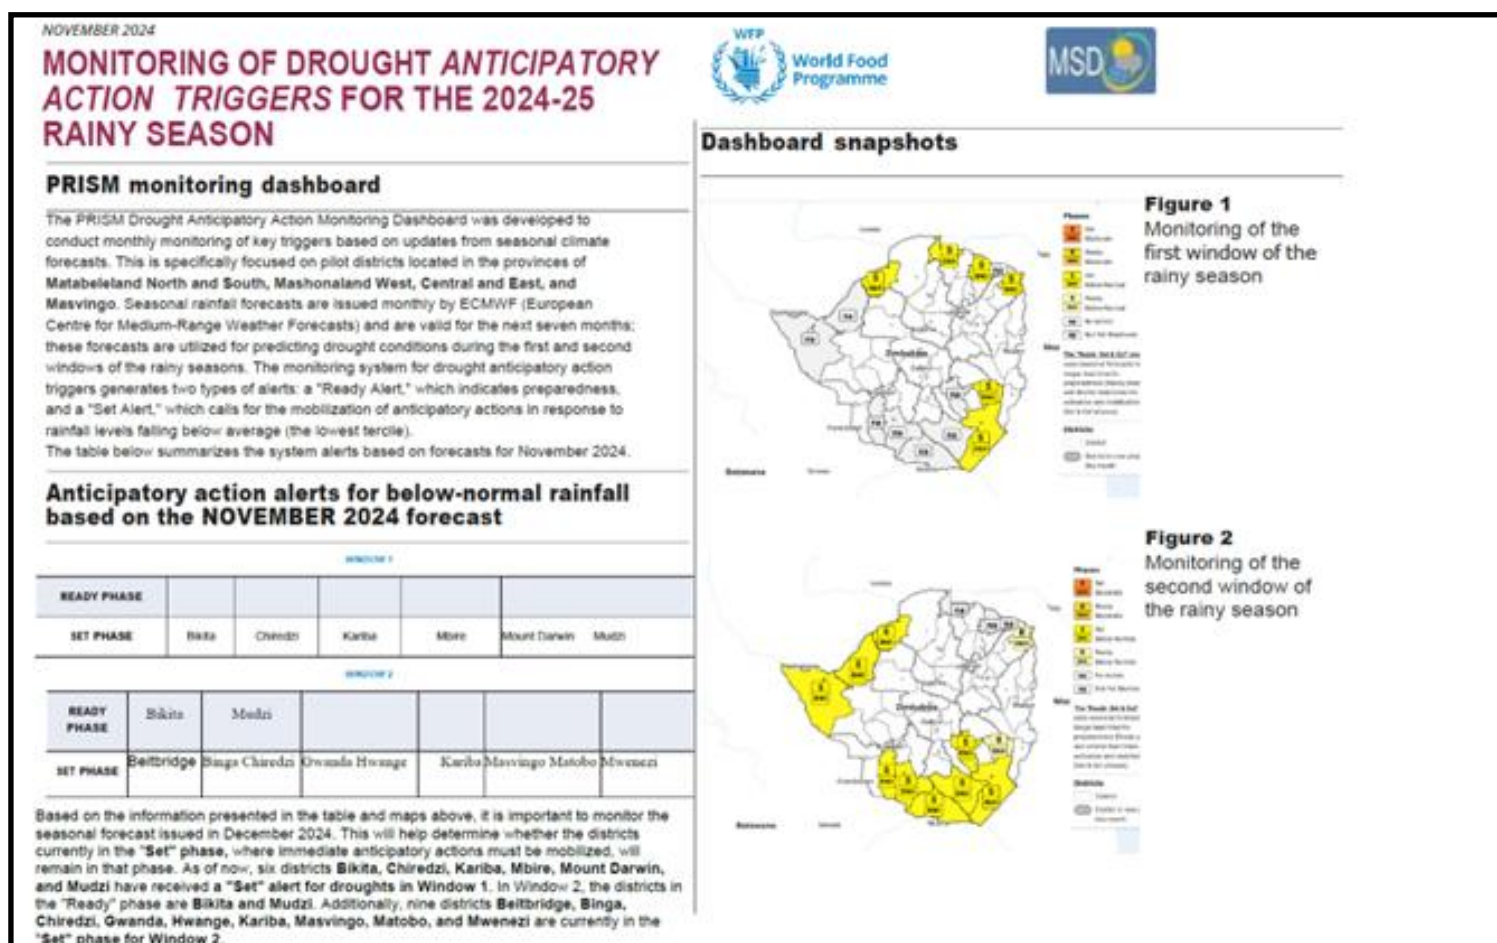 NOVEMBER 2024
MONITORING OF DROUGHT ANTICIPATORY
ACTION TRIGGERS FOR THE 2024-25
RAINY SEASON
PRISM monitoring dashboard
The PRISM Drought Anticipatory Action Monitoring Dashboard was developed to
conduct monthly monitoring of key triggers based on updates from seasonal climate
forecasts. This is specifically focused on pilot districts located in the provinces of
Matabeleland North and South, Mashonaland West, Central and East, and
Masvingo. Seasonal rainfall forecasts are issued monthly by ECMWF (European
Centre for Medium-Range Weather Forecasts) and are valid for the next seven months;
these forecasts are utilized for predicting drought conditions during the first and second
windows of the rainy seasons. The monitoring system for drought anticipatory action
triggers generates two types of alerts: a "Ready Alert," which indicates preparedness,
and a "Set Alert," which calls for the mobilization of anticipatory actions in response to
rainfall levels falling below average (the lowest tercile).
The table below summarizes the system alerts based on forecasts for November 2024.
Anticipatory action alerts for below-normal rainfall
based on the NOVEMBER 2024 forecast
WINDOW 1
READY PHASE
SET PHASE Bikita Chiredzi Kariba Mbire Mount Darwin Mudzi
WINDOW 2
READY
PHASE
Bikita Mudzi
SET PHASE Beitbridge Binga Chiredzi Gwanda Hwange Kariba Masvingo Matobo Mwenezi
Based on the information presented in the table and maps above, it is important to monitor the
seasonal forecast issued in December 2024. This will help determine whether the districts
currently in the "Set" phase, where immediate anticipatory actions must be mobilized, will
remain in that phase. As of now, six districts Bikita, Chiredzi, Kariba, Mbire, Mount Darwin,
and Mudzi have received a "Set" alert for droughts in Window 1. In Window 2, the districts in
the "Ready" phase are Bikita and Mudzi. Additionally, nine districts Beitbridge, Binga,
Chiredzi, Gwanda, Hwange, Kariba, Masvingo, Matobo, and Mwenezi are currently in the
"Set" phase for Window 2.
WFP
World Food
Programme
MSD
Dashboard snapshots
Figure 1
Monitoring of the
first window of the
rainy season
Phases
Zimbabwe
Botswana
Districts
Figure 2
Monitoring of the
second window of
the rainy season
Phases
Zimbabwe
Botswana
Districts